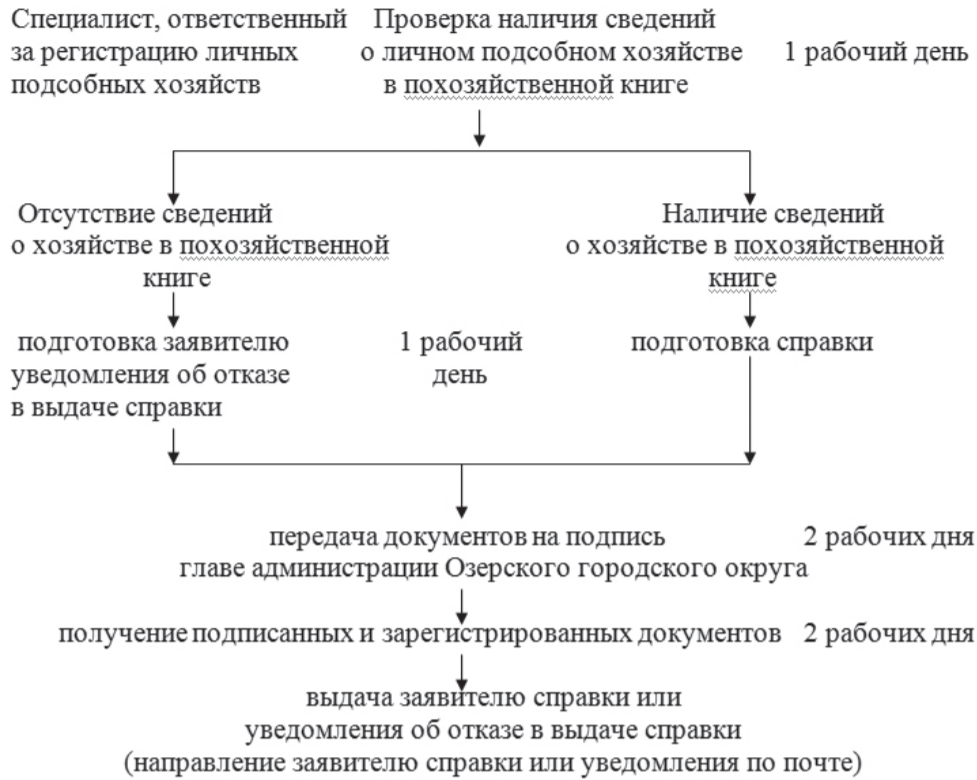 Специалист, ответственный
за регистрацию личных
подсобных хозяйств
Проверка наличия сведений
о личном подсобном хозяйстве
в похозяйственной книге
1 рабочий день
Отсутствие сведений
о хозяйстве в похозяйственной
книге
Наличие сведений
о хозяйстве в похозяйственной
книге
подготовка заявителю
уведомления об отказе
в выдаче справки
1 рабочий
день
подготовка справки
передача документов на подпись
главе администрации Озерского городского округа
2 рабочих дня
получение подписанных и зарегистрированных документов
2 рабочих дня
выдача заявителю справки или
уведомления об отказе в выдаче справки
(направление заявителю справки или уведомления по почте)